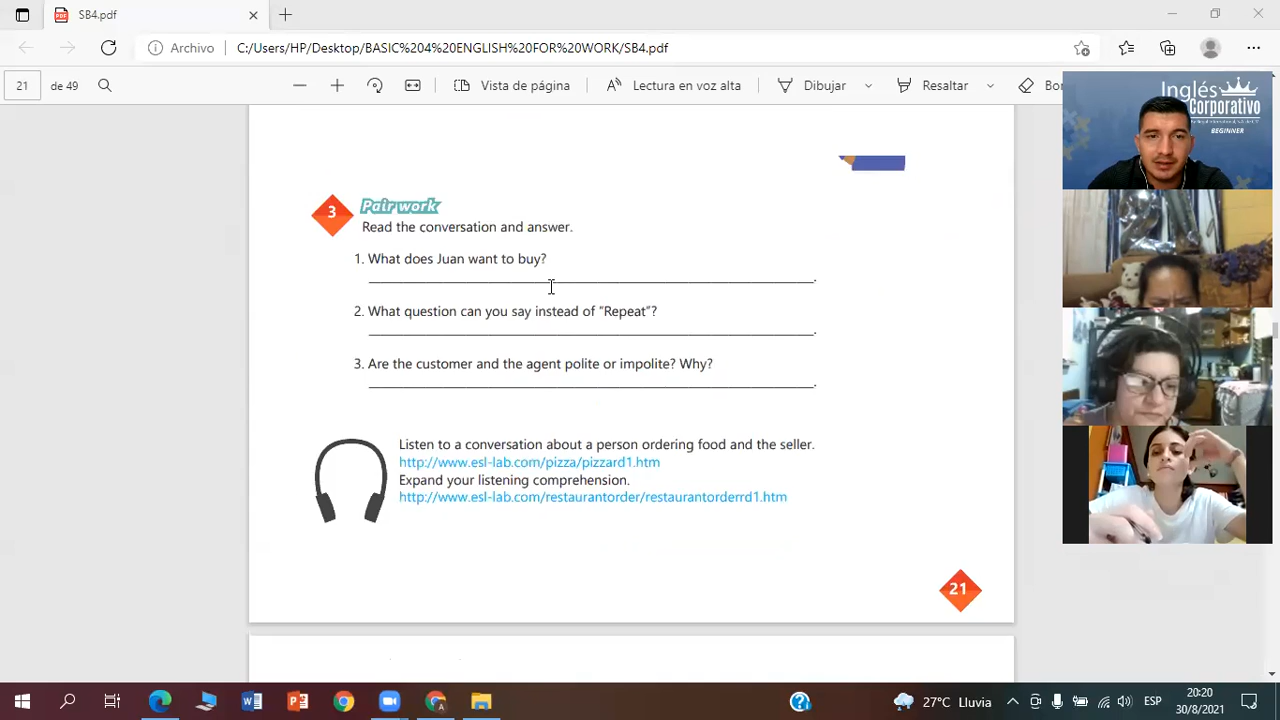 SB4.pdf
Archivo
C:/Users/HP/Desktop/BASIC%204%20ENGLISH%20FOR%20WORK/SB4.pdf
21
de 49
Vista de página
Lectura en voz alta
Dibujar
Resaltar
Inglés
Corporativo
BEGINNER
3
Pair work
Read the conversation and answer.
1. What does Juan want to buy?
2. What question can you say instead of “Repeat”?
3. Are the customer and the agent polite or impolite? Why?
Listen to a conversation about a person ordering food and the seller.
http://www.esl-lab.com/pizza/pizzard1.htm
Expand your listening comprehension.
http://www.esl-lab.com/restaurantorder/restaurantorderrd1.htm
21
27°C Lluvia
ESP
20:20
30/8/2021